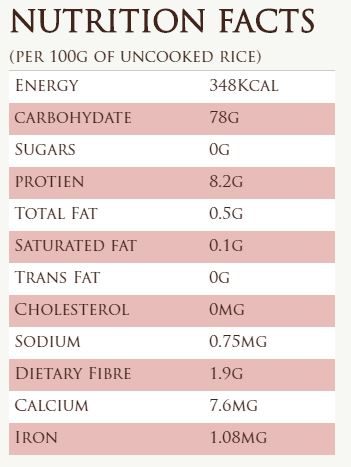 NUTRITION FACTS
(PER 100G OF UNCOOKED RICE)
ENERGY 348KCAL
CARBOHYDATE 78G
SUGARS 0G
PROTIEN 8.2G
TOTAL FAT 0.5G
SATURATED FAT 0.1G
TRANS FAT 0G
CHOLESTEROL 0MG
SODIUM 0.75MG
DIETARY FIBRE 1.9G
CALCIUM 7.6MG
IRON 1.08MG